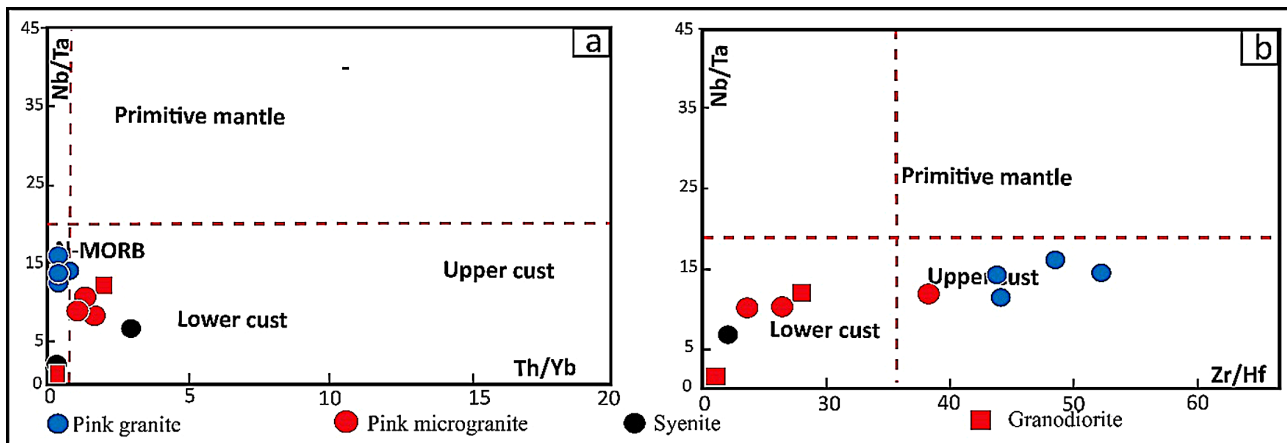 a
Nb/Ta
45
35
25
15
5
0
Primitive mantle
-MORB
Upper cust
Lower cust
Th/Yb
0 5 10 15 20
b
Nb/Ta
45
35
25
15
5
0
Primitive mantle
Upper cust
Lower cust
Zr/Hf
0 30 40 50 60
Pink granite Pink microgranite Syenite Granodiorite